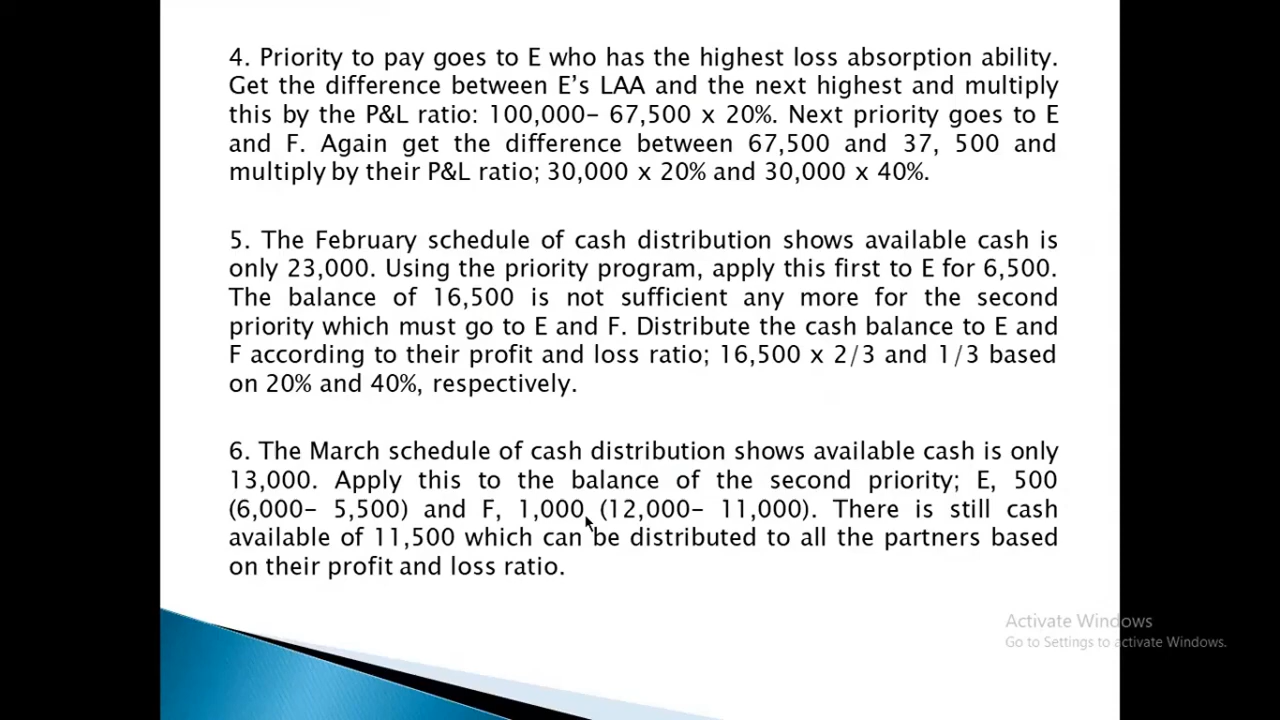 4. Priority to pay goes to E who has the highest loss absorption ability.
Get the difference between E’s LAA and the next highest and multiply
this by the P&L ratio: 100,000– 67,500 x 20%. Next priority goes to E
and F. Again get the difference between 67,500 and 37, 500 and
multiply by their P&L ratio; 30,000 x 20% and 30,000 x 40%.
5. The February schedule of cash distribution shows available cash is
only 23,000. Using the priority program, apply this first to E for 6,500.
The balance of 16,500 is not sufficient any more for the second
priority which must go to E and F. Distribute the cash balance to E and
F according to their profit and loss ratio; 16,500 x 2/3 and 1/3 based
on 20% and 40%, respectively.
6. The March schedule of cash distribution shows available cash is only
13,000. Apply this to the balance of the second priority; E, 500
(6,000– 5,500) and F, 1,000 (12,000– 11,000). There is still cash
available of 11,500 which can be distributed to all the partners based
on their profit and loss ratio.
Activate Windows
Go to Settings to activate Windows.